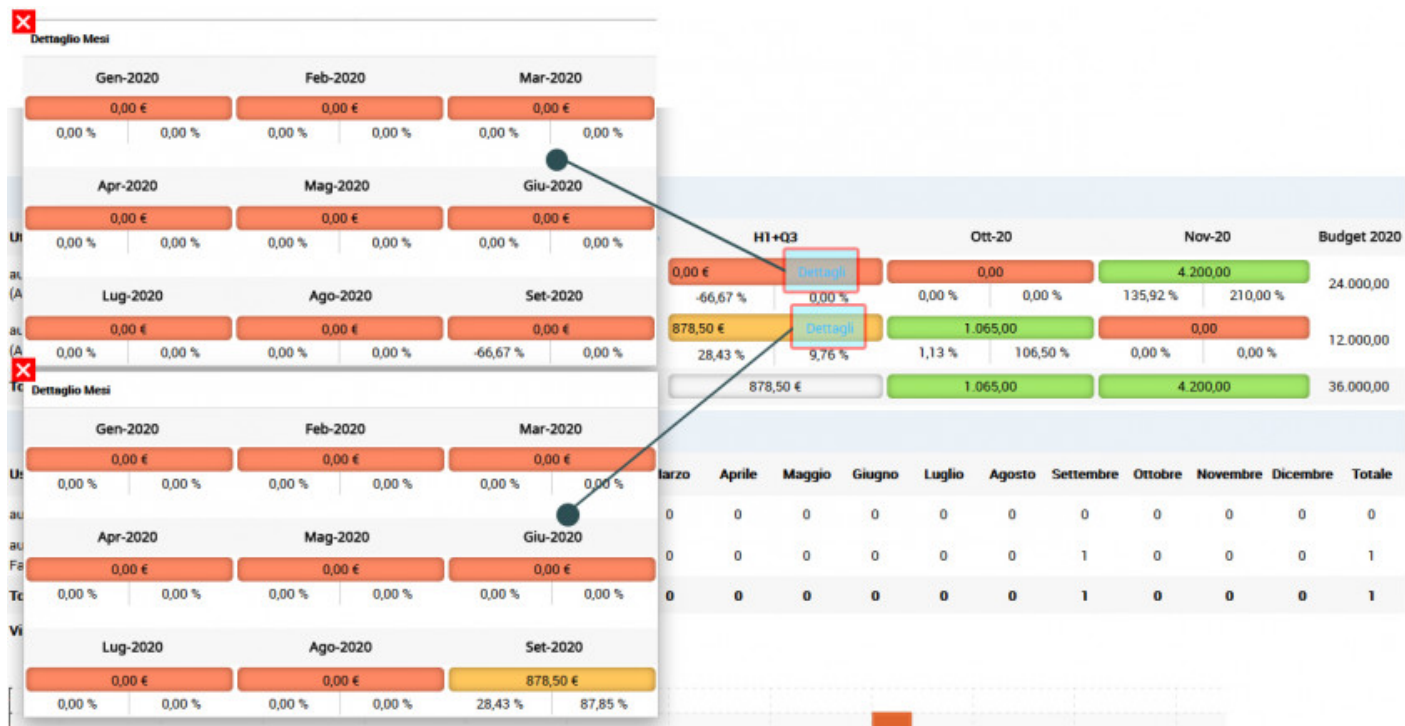 Dettaglio Mesi
Gen-2020 Feb-2020 Mar-2020
0,00 € 0,00 € 0,00 €
0,00 % 0,00 % 0,00 % 0,00 % 0,00 % 0,00 %
Apr-2020 Mag-2020 Giu-2020
0,00 € 0,00 € 0,00 €
0,00 % 0,00 % 0,00 % 0,00 % 0,00 % 0,00 %
Lug-2020 Ago-2020 Set-2020
0,00 € 0,00 € 0,00 €
0,00 % 0,00 % 0,00 % 0,00 % -66,67 % 0,00 %
H1+Q3 Ott-20 Nov-20 Budget 2020
0,00 € Dettagli 0,00 4.200,00 24.000,00
-66,67 % 0,00 % 0,00 % 0,00 % 135,92 % 210,00 %
878,50 € Dettagli 1.065,00 0,00 12.000,00
28,43 % 9,76 % 1,13 % 106,50 % 0,00 % 0,00 %
878,50 € 1.065,00 4.200,00 36.000,00
Dettaglio Mesi
Gen-2020 Feb-2020 Mar-2020
0,00 € 0,00 € 0,00 €
0,00 % 0,00 % 0,00 % 0,00 % 0,00 % 0,00 %
Apr-2020 Mag-2020 Giu-2020
0,00 € 0,00 € 0,00 €
0,00 % 0,00 % 0,00 % 0,00 % 0,00 % 0,00 %
Lug-2020 Ago-2020 Set-2020
0,00 € 0,00 € 878,50 €
0,00 % 0,00 % 0,00 % 0,00 % 28,43 % 87,85 %
Aprile Maggio Giugno Luglio Agosto Settembre Ottobre Novembre Dicembre Totale
0 0 0 0 0 0 0 0 0 0 0
0 0 0 0 0 0 1 0 0 0 1
0 0 0 0 0 0 1 0 0 0 1